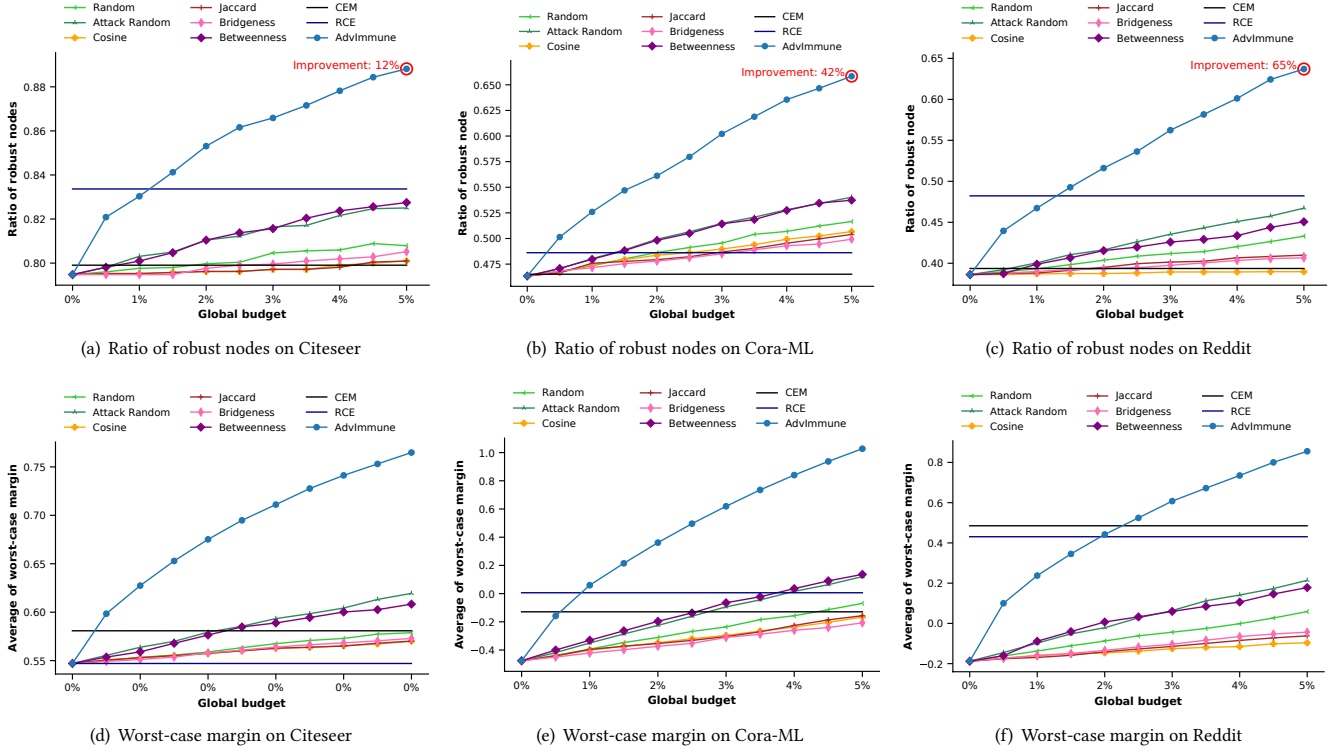 Random Jaccard CEM
Attack Random Bridgeness RCE
Cosine Betweenness AdvImmune
Improvement: 12%
Ratio of robust nodes
0.88
0.86
0.84
0.82
0.80
0% 1% 2% 3% 4% 5%
Global budget
(a) Ratio of robust nodes on Citeseer
Random Jaccard CEM
Attack Random Bridgeness RCE
Cosine Betweenness AdvImmune
Improvement: 42%
Ratio of robust node
0.650
0.625
0.600
0.575
0.550
0.525
0.500
0.475
0% 1% 2% 3% 4% 5%
Global budget
(b) Ratio of robust nodes on Cora-ML
Random Jaccard CEM
Attack Random Bridgeness RCE
Cosine Betweenness AdvImmune
Improvement: 65%
Ratio of robust node
0.65
0.60
0.55
0.50
0.45
0.40
0% 1% 2% 3% 4% 5%
Global budget
(c) Ratio of robust nodes on Reddit
Random Jaccard CEM
Attack Random Bridgeness RCE
Cosine Betweenness AdvImmune
Average of worst-case margin
0.75
0.70
0.65
0.60
0.55
0% 0% 0% 0% 0% 0%
Global budget
(d) Worst-case margin on Citeseer
Random Jaccard CEM
Attack Random Bridgeness RCE
Cosine Betweenness AdvImmune
Average of worst-case margin
1.0
0.8
0.6
0.4
0.2
0.0
−0.2
−0.4
0% 1% 2% 3% 4% 5%
Global budget
(e) Worst-case margin on Cora-ML
Random Jaccard CEM
Attack Random Bridgeness RCE
Cosine Betweenness AdvImmune
Average of worst-case margin
0.8
0.6
0.4
0.2
0.0
−0.2
0% 1% 2% 3% 4% 5%
Global budget
(f) Worst-case margin on Reddit